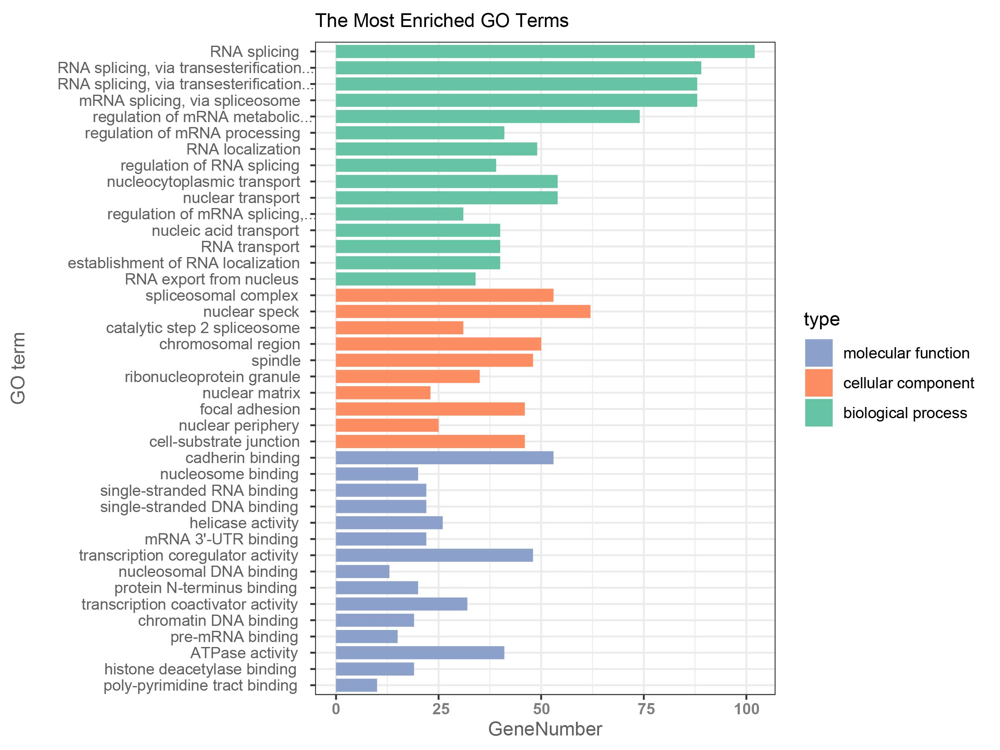 The Most Enriched GO Terms
RNA splicing
RNA splicing, via transesterification...
RNA splicing, via transesterification...
mRNA splicing, via spliceosome
regulation of mRNA metabolic...
regulation of mRNA processing
RNA localization
regulation of RNA splicing
nucleocytoplasmic transport
nuclear transport
regulation of mRNA splicing,...
nucleic acid transport
RNA transport
establishment of RNA localization
RNA export from nucleus
spliceosomal complex
nuclear speck
catalytic step 2 spliceosome
chromosomal region
spindle
ribonucleoprotein granule
nuclear matrix
focal adhesion
nuclear periphery
cell-substrate junction
cadherin binding
nucleosome binding
single-stranded RNA binding
single-stranded DNA binding
helicase activity
mRNA 3'-UTR binding
transcription coregulator activity
nucleosomal DNA binding
protein N-terminus binding
transcription coactivator activity
chromatin DNA binding
pre-mRNA binding
ATPase activity
histone deacetylase binding
poly-pyrimidine tract binding
GO term
0 25 50 75 100
GeneNumber
type
molecular function
cellular component
biological process